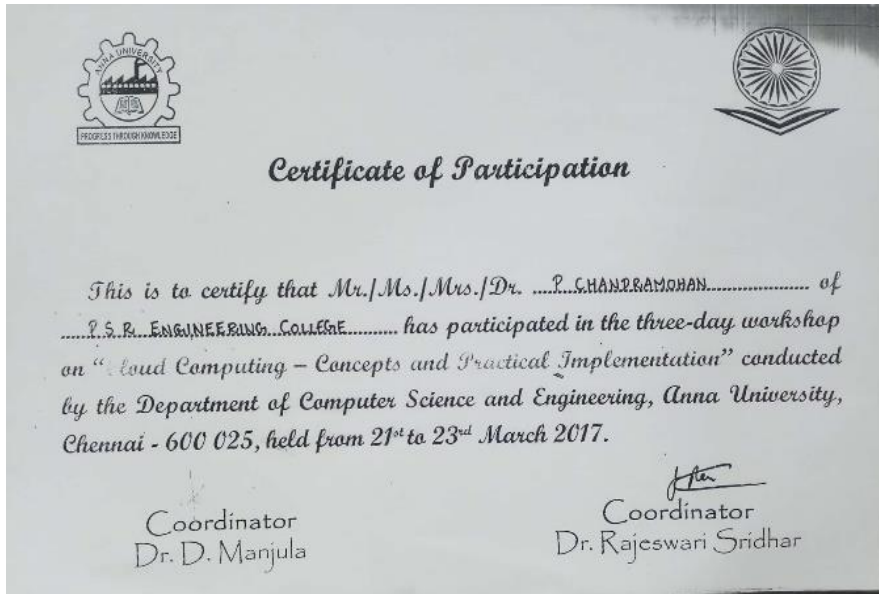 ANNA UNIVERSITY
PROGRESS THROUGH KNOWLEDGE
Certificate of Participation
This is to certify that Mr./Ms./Mrs./Dr. P CHANDRAMOHAN of
P.S.R. ENGINEERING COLLEGE has participated in the three-day workshop
on “Cloud Computing – Concepts and Practical Implementation” conducted
by the Department of Computer Science and Engineering, Anna University,
Chennai - 600 025, held from 21st to 23rd March 2017.
Coordinator
Dr. D. Manjula
Coordinator
Dr. Rajeswari Sridhar